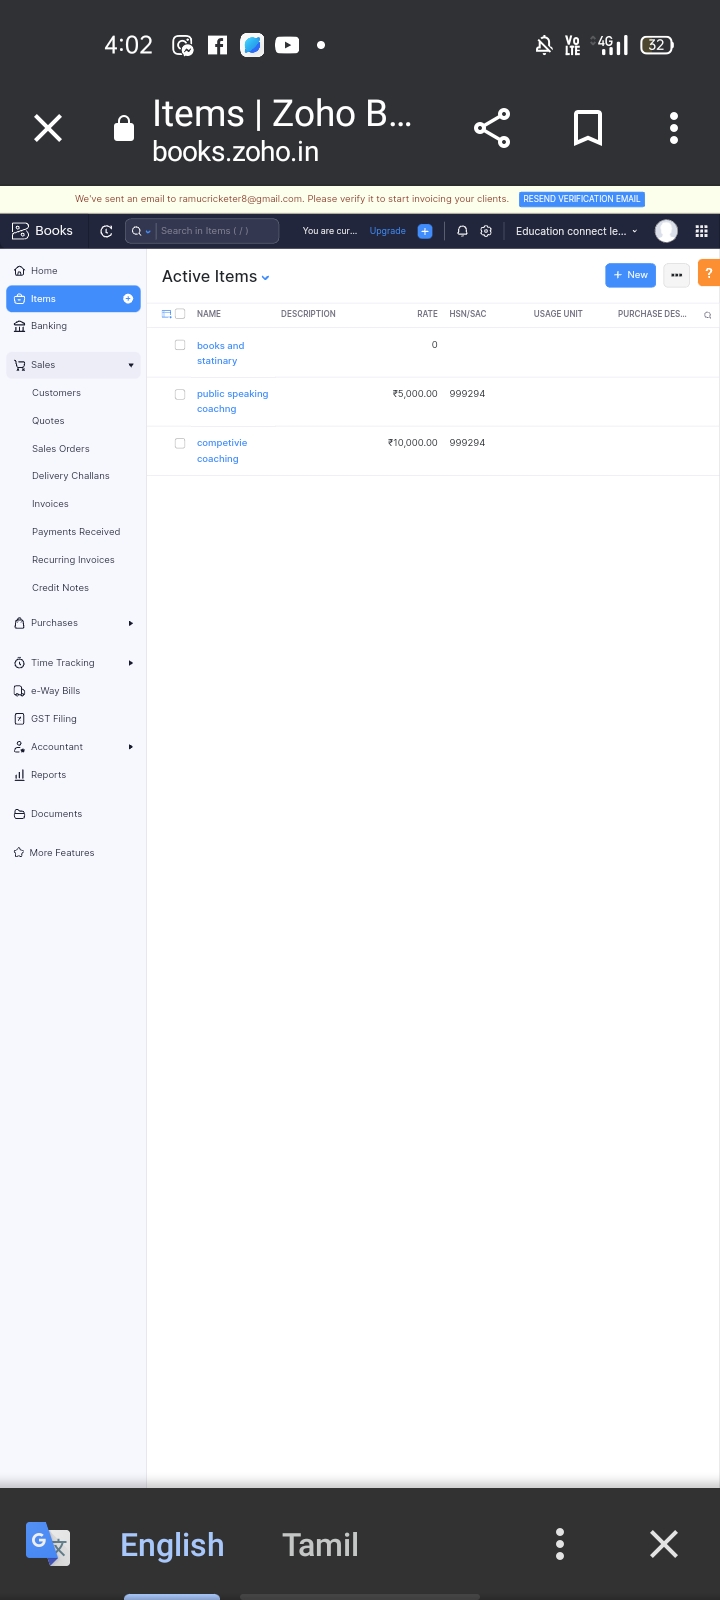 4:02
Vo
LTE
4G
32
Items | Zoho B...
books.zoho.in
We've sent an email to ramucricketer8@gmail.com. Please verify it to start invoicing your clients. RESEND VERIFICATION EMAIL
Books
Search in Items ( / )
You are cur...
Upgrade
Education connect le...
Home
Items
Banking
Sales
Customers
Quotes
Sales Orders
Delivery Challans
Invoices
Payments Received
Recurring Invoices
Credit Notes
Purchases
Time Tracking
e-Way Bills
GST Filing
Accountant
Reports
Documents
More Features
Active Items
+ New
?
NAME DESCRIPTION RATE HSN/SAC USAGE UNIT PURCHASE DES...
books and 0
statinary
public speaking ₹5,000.00 999294
coachng
competivie ₹10,000.00 999294
coaching
G 文
English Tamil